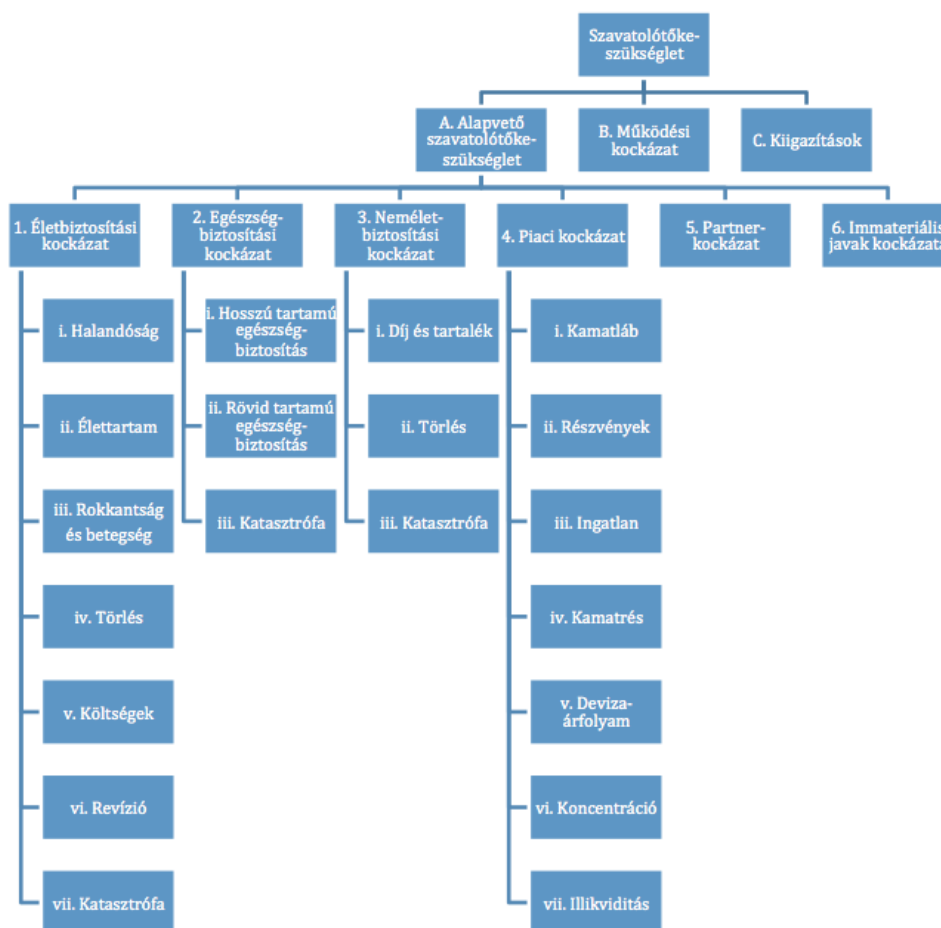 Szavatolótőke-
szükséglet
A. Alapvető
szavatolótőke-
szükséglet
B. Működési
kockázat
C. Kiigazítások
1. Életbiztosítási
kockázat
2. Egészség-
biztosítási
kockázat
3. Nemélet-
biztosítási
kockázat
4. Piaci kockázat
5. Partner-
kockázat
6. Immateriális
javak kockázata
i. Halandóság
ii. Élettartam
iii. Rokkantság
és betegség
iv. Törlés
v. Költségek
vi. Revízió
vii. Katasztrófa
i. Hosszú tartamú
egészség-
biztosítás
ii. Rövid tartamú
egészség-
biztosítás
iii. Katasztrófa
i. Díj és tartalék
ii. Törlés
iii. Katasztrófa
i. Kamatláb
ii. Részvények
iii. Ingatlan
iv. Kamatrés
v. Deviza-
árfolyam
vi. Koncentráció
vii. Illikviditás